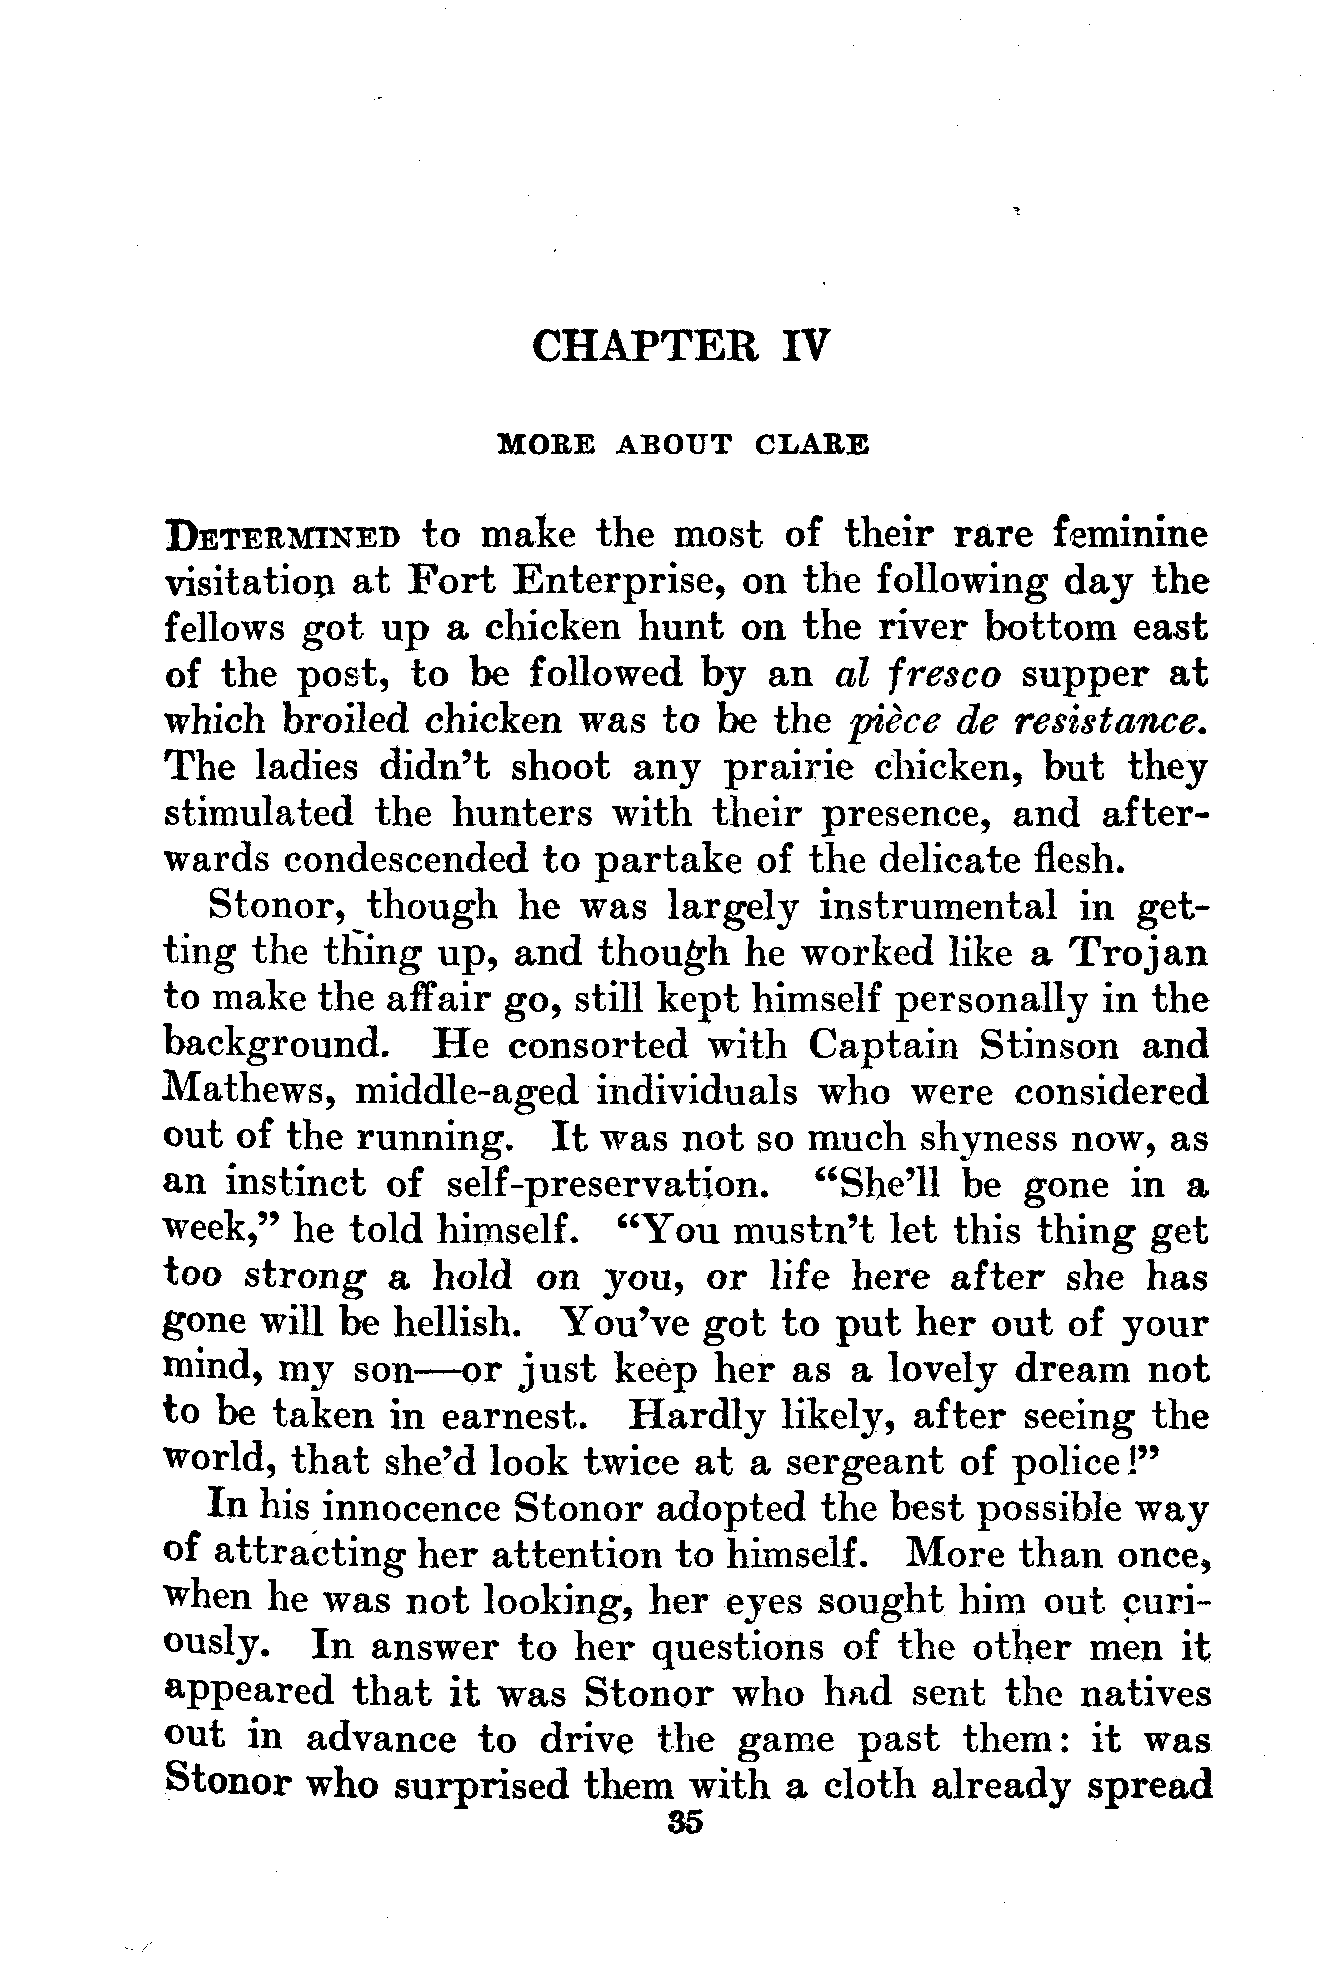 CHAPTER IV
MORE ABOUT CLARE
DETERMINED to make the most of their rare feminine
visitation at Fort Enterprise, on the following day the
fellows got up a chicken hunt on the river bottom east
of the post, to be followed by an al fresco supper at
which broiled chicken was to be the pièce de resistance.
The ladies didn't shoot any prairie chicken, but they
stimulated the hunters with their presence, and after-
wards condescended to partake of the delicate flesh.
Stonor, though he was largely instrumental in get-
ting the thing up, and though he worked like a Trojan
to make the affair go, still kept himself personally in the
background. He consorted with Captain Stinson and
Mathews, middle-aged individuals who were considered
out of the running. It was not so much shyness now, as
an instinct of self-preservation. “She'll be gone in a
week,” he told himself. “You mustn't let this thing get
too strong a hold on you, or life here after she has
gone will be hellish. You've got to put her out of your
mind, my son—or just keep her as a lovely dream not
to be taken in earnest. Hardly likely, after seeing the
world, that she'd look twice at a sergeant of police!”
In his innocence Stonor adopted the best possible way
of attracting her attention to himself. More than once,
when he was not looking, her eyes sought him out curi-
ously. In answer to her questions of the other men it
appeared that it was Stonor who had sent the natives
out in advance to drive the game past them: it was
Stonor who surprised them with a cloth already spread
35